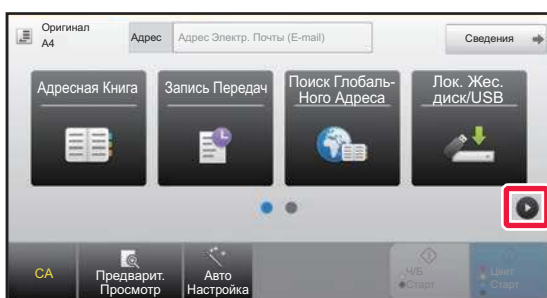 Оригинал
A4
Адрес
Адрес Электр. Почты (E-mail)
Сведения
Адресная Книга
Запись Передач
Поиск Глобаль-
Ного Адреса
Лок. Жес.
диск/USB
CA
Предварит.
Просмотр
Авто
Настройка
Ч/Б
Старт
Цвет
Старт